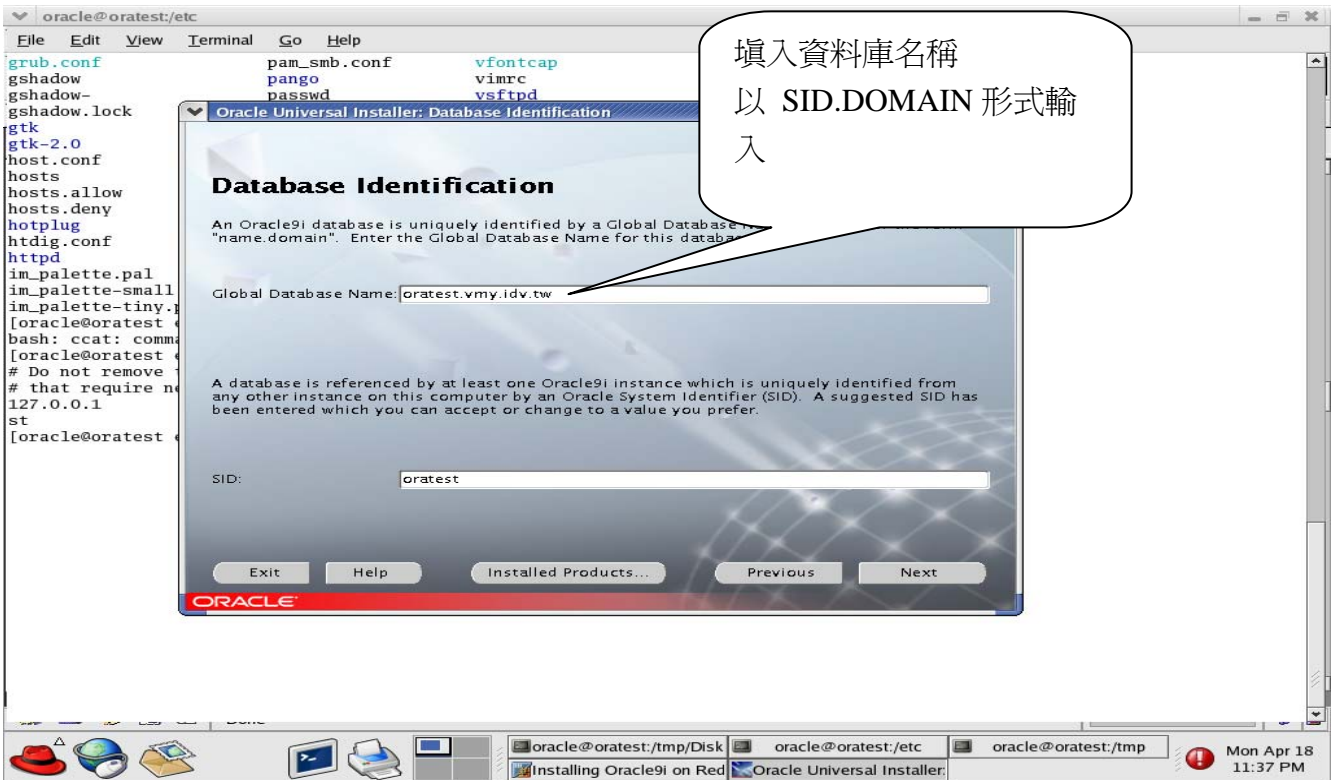 oracle@oratest:/etc
File Edit View Terminal Go Help
grub.conf pam_smb.conf vfontcap
gshadow pango vimrc
gshadow- passwd vsftpd
gshadow.lock
gtk
gtk-2.0
host.conf
hosts
hosts.allow
hosts.deny
hotplug
htdig.conf
httpd
im_palette.pal
im_palette-small
im_palette-tiny.
[oracle@oratest
bash: ccat:
[oracle@oratest
# Do not remove
# that require
127.0.0.1
st
[oracle@oratest
填入資料庫名稱
以 SID.DOMAIN 形式輸
入
Oracle Universal Installer: Database Identification
Database Identification
An Oracle9i database is uniquely identified by a Global Database
"name.domain". Enter the Global Database Name for this
Global Database Name: oratest.vmy.idv.tw
A database is referenced by at least one Oracle9i instance which is uniquely identified from
any other instance on this computer by an Oracle System Identifier (SID). A suggested SID has
been entered which you can accept or change to a value you prefer.
SID: oratest
Exit Help Installed Products... Previous Next
ORACLE
oracle@oratest:/tmp/Disk oracle@oratest:/etc oracle@oratest:/tmp
Installing Oracle9i on Red Oracle Universal Installer:
Mon Apr 18
11:37 PM